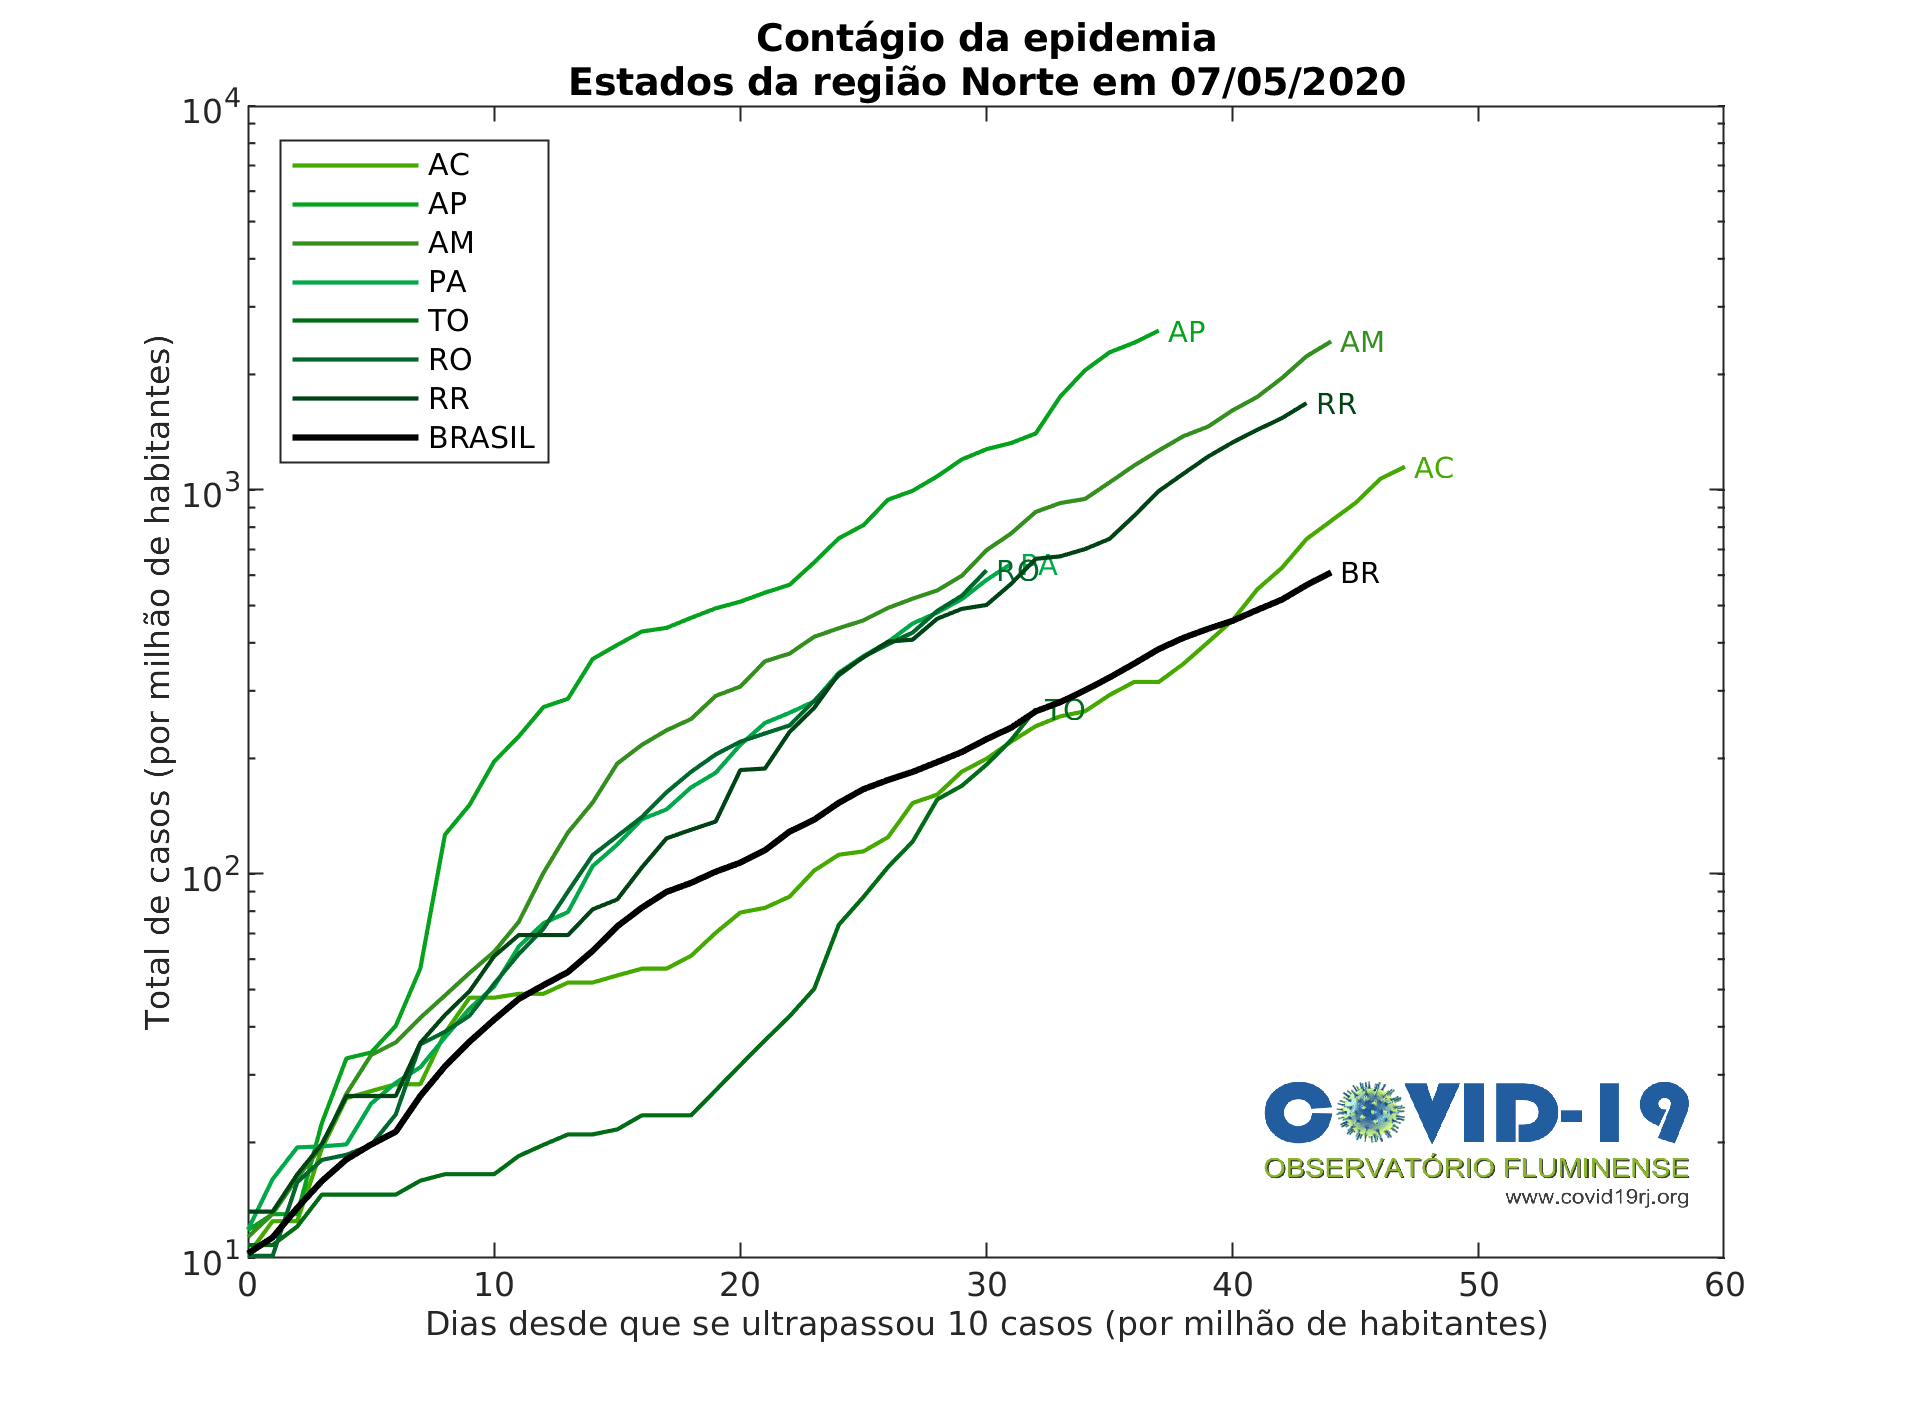 Contágio da epidemia
Estados da região Norte em 07/05/2020
Total de casos (por milhão de habitantes)
10^4
10^3
10^2
10^1
AC
AP
AM
PA
TO
RO
RR
BRASIL
AP
AM
RR
AC
RO PA
BR
TO
0 10 20 30 40 50 60
Dias desde que se ultrapassou 10 casos (por milhão de habitantes)
COVID-19
OBSERVATÓRIO FLUMINENSE
www.covid19rj.org